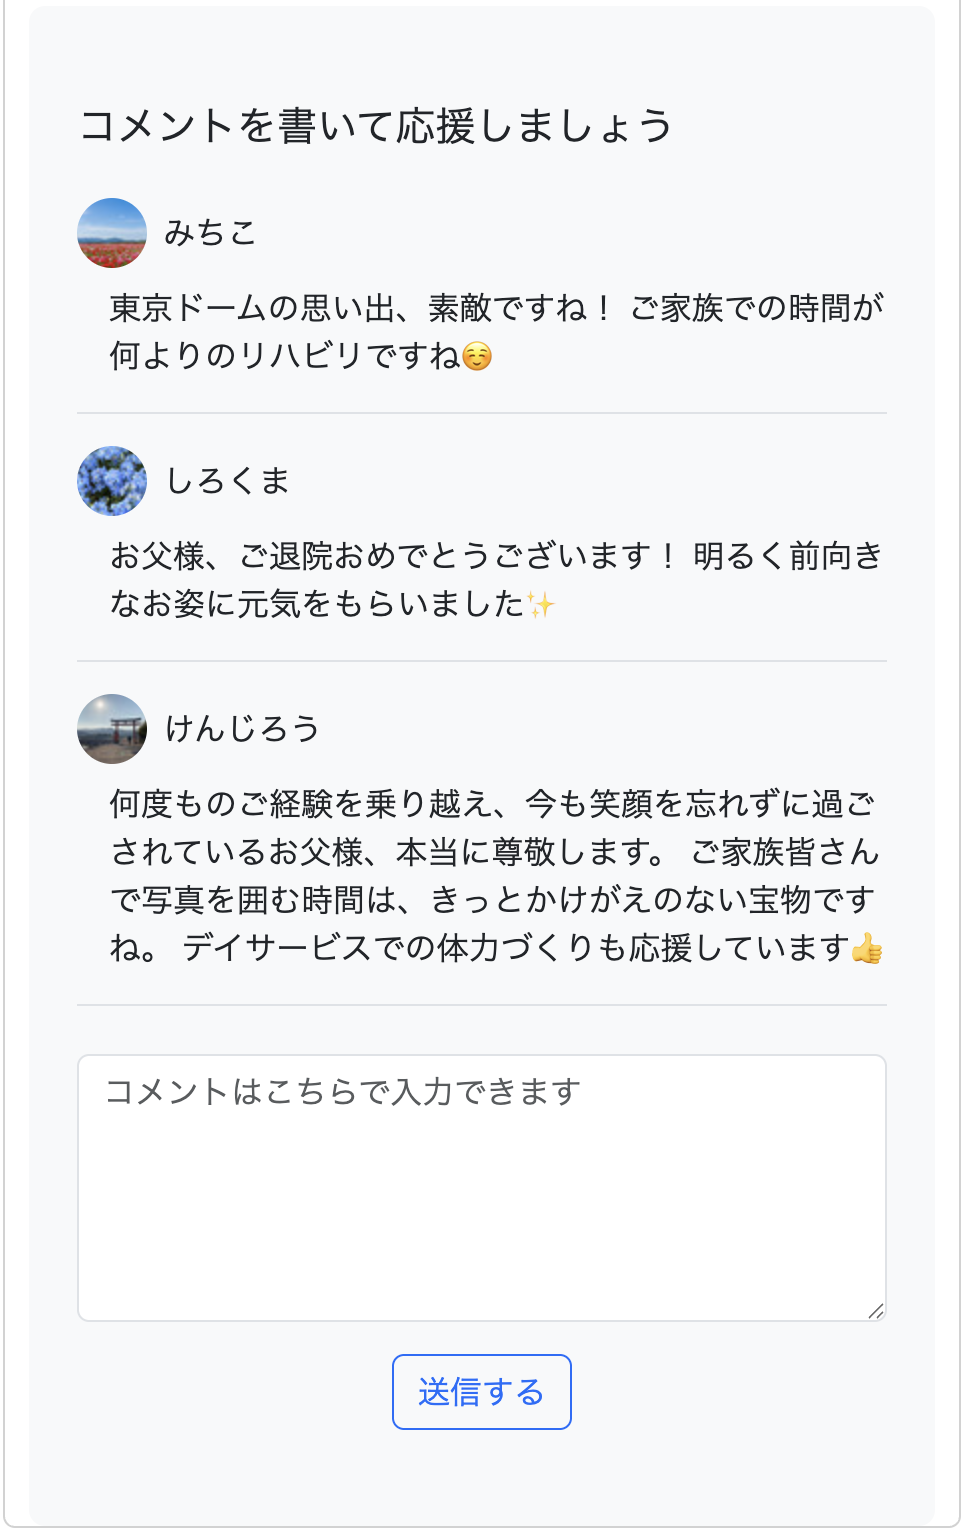 コメントを書いて応援しましょう
みちこ
東京ドームの思い出、素敵ですね！ ご家族での時間が
何よりのリハビリですね☺️
しろくま
お父様、ご退院おめでとうございます！ 明るく前向き
なお姿に元気をもらいました✨
けんじろう
何度ものご経験を乗り越え、今も笑顔を忘れずに過ご
されているお父様、本当に尊敬します。 ご家族皆さん
で写真を囲む時間は、きっとかけがえのない宝物です
ね。 デイサービスでの体力づくりも応援しています👍
コメントはこちらで入力できます
送信する